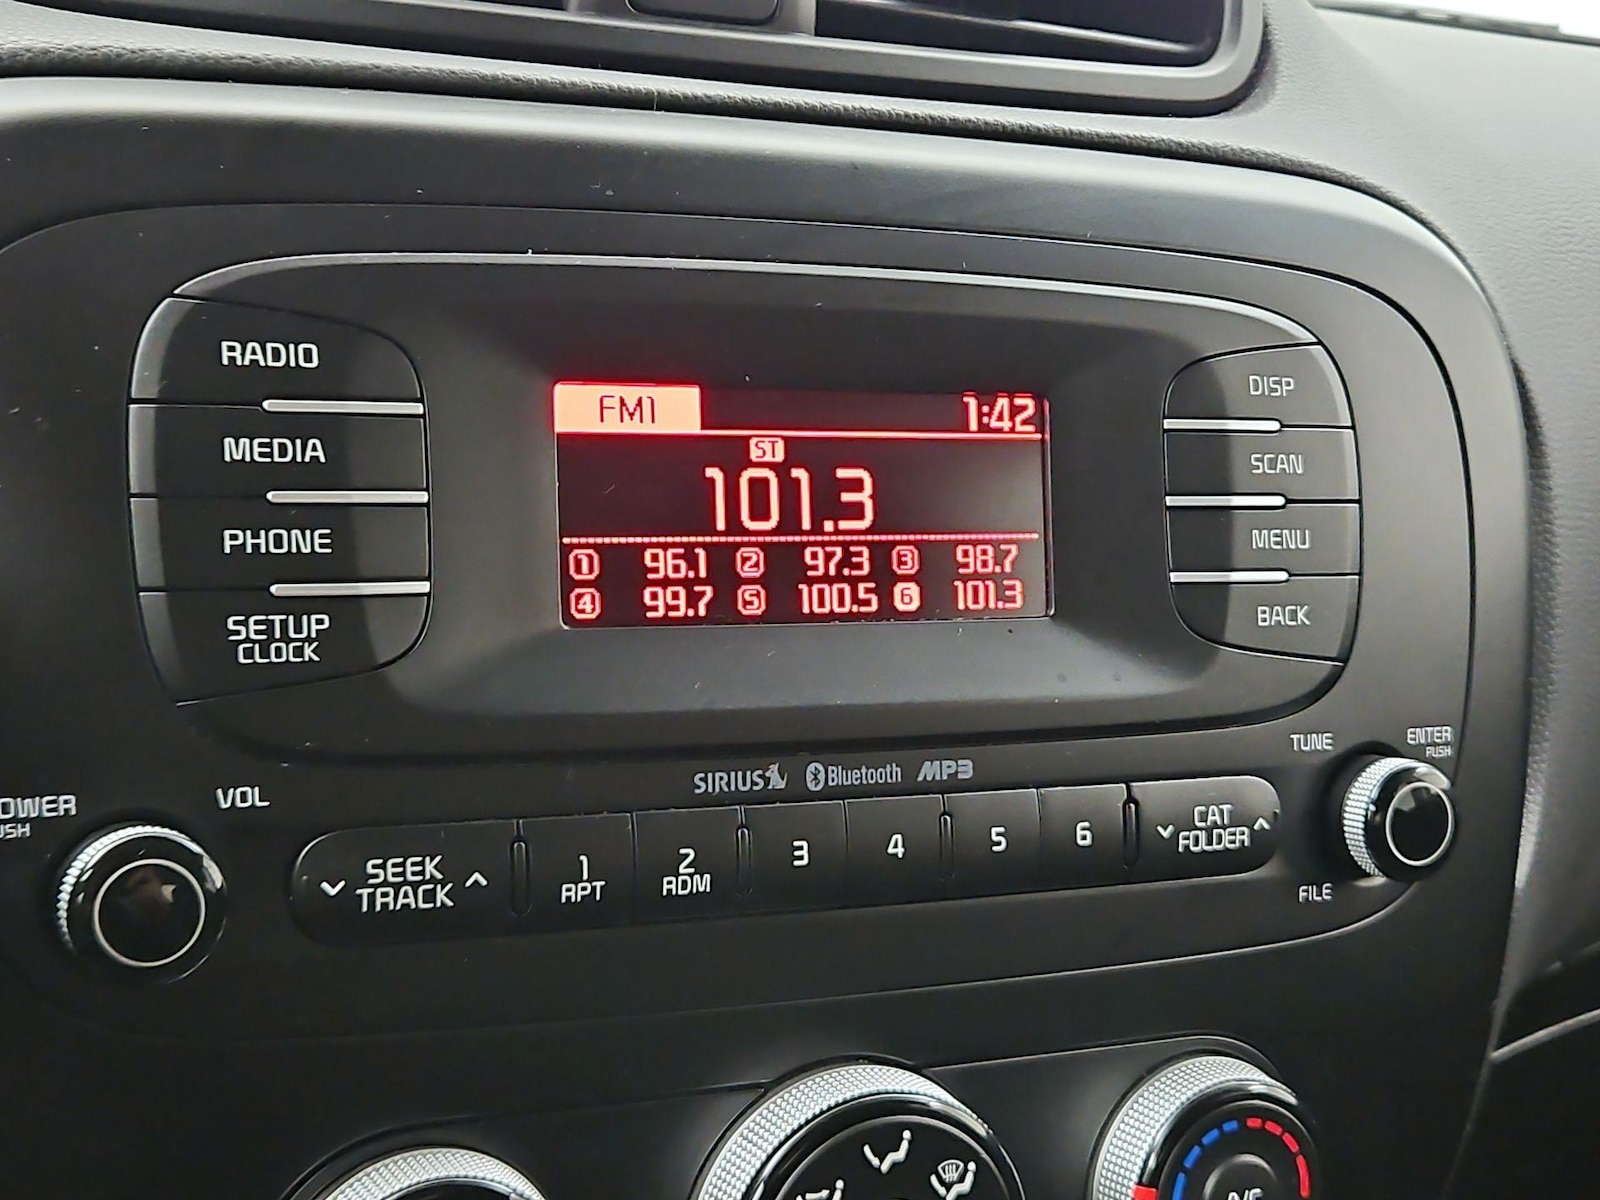 RADIO
MEDIA
PHONE
SETUP
CLOCK
FM1 1:42
ST
101.3
1 96.1 2 97.3 3 98.7
4 99.7 5 100.5 6 101.3
DISP
SCAN
MENU
BACK
SIRIUS Bluetooth MP3
VOL
SEEK
TRACK
1
RPT
2
RDM
3
4
5
6
CAT
FOLDER
TUNE
ENTER
PUSH
FILE
A/C